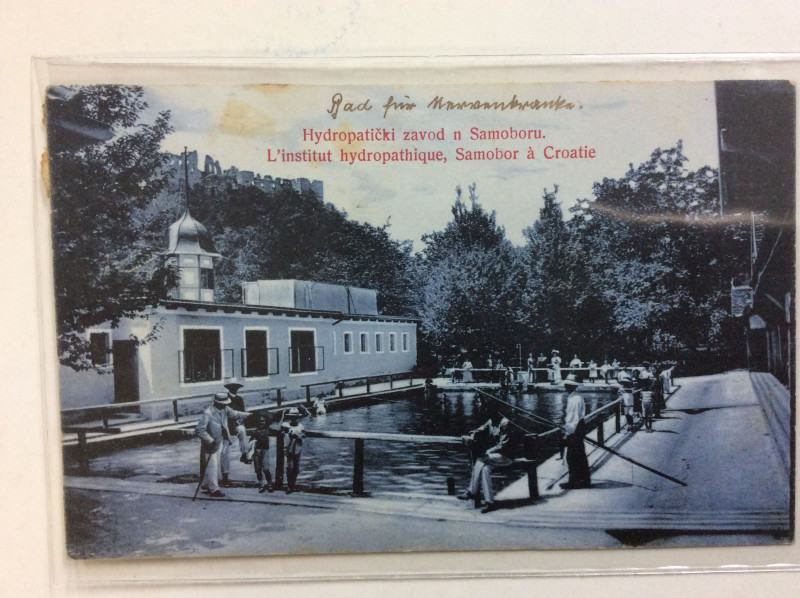 Bad für Nervenkranke.
Hydropatički zavod n Samoboru.
L'institut hydropathique, Samobor à Croatie